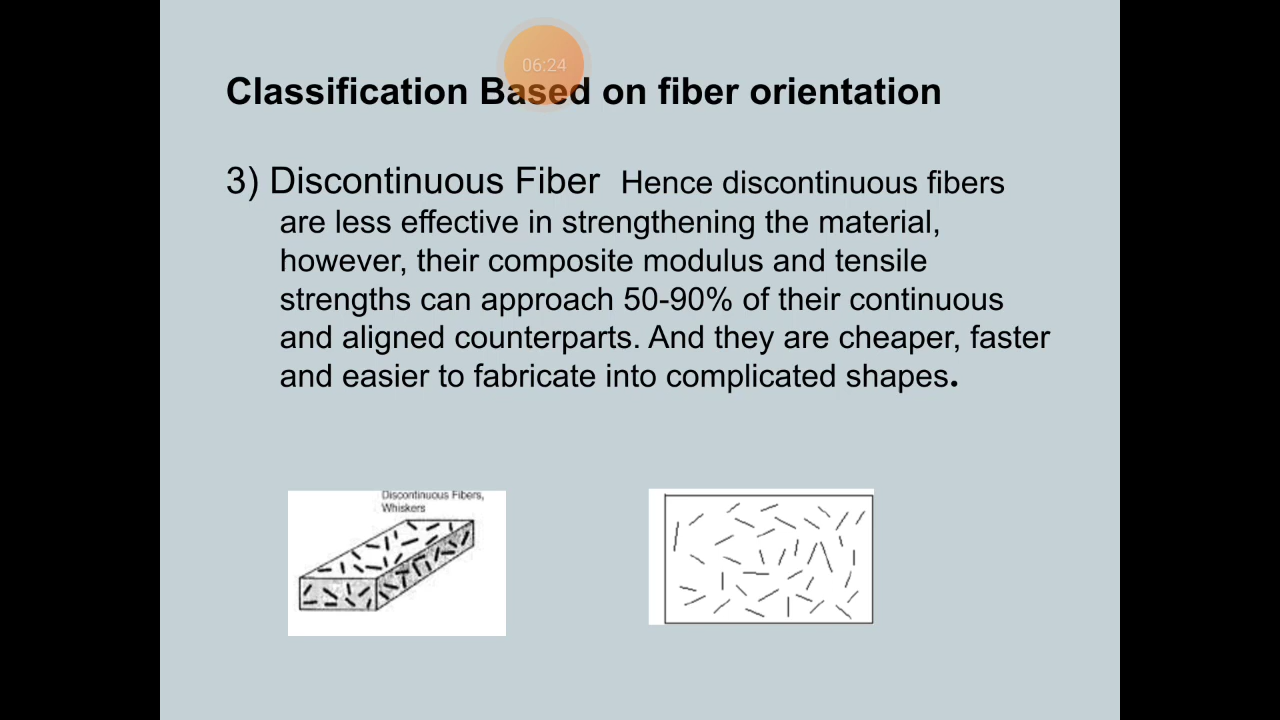 06:24
Classification Based on fiber orientation
3) Discontinuous Fiber Hence discontinuous fibers
are less effective in strengthening the material,
however, their composite modulus and tensile
strengths can approach 50-90% of their continuous
and aligned counterparts. And they are cheaper, faster
and easier to fabricate into complicated shapes.
Discontinuous Fibers,
Whiskers